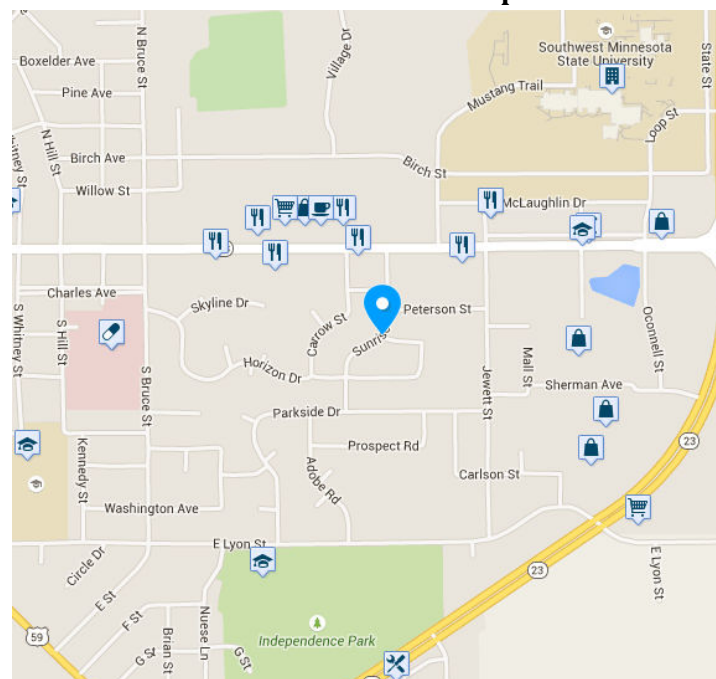 N Bruce St
Village Dr
Southwest Minnesota
State University
State St
Boxelder Ave
Pine Ave
Mustang Trail
Loop St
N Hill St
Whitney St
Birch Ave
Birch St
Willow St
McLaughlin Dr
Charles Ave
Skyline Dr
Peterson St
Carrow St
Sunrise
S Whitney St
S Hill St
S Bruce St
Horizon Dr
Jewett St
Mall St
Oconnell St
Sherman Ave
Parkside Dr
23
Prospect Rd
Kennedy St
Adobe Rd
Carlson St
Washington Ave
E Lyon St
E Lyon St
Circle Dr
23
E St
F St
Nuese Ln
59
Independence Park
Brian St
G St
G St
23